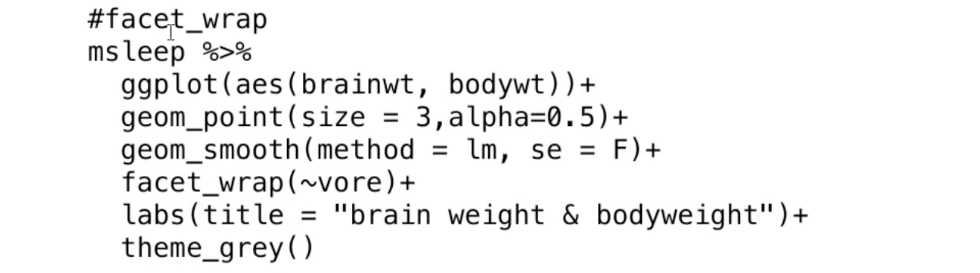 #facet_wrap
msleep %>%
  ggplot(aes(brainwt, bodywt))+
  geom_point(size = 3,alpha=0.5)+
  geom_smooth(method = lm, se = F)+
  facet_wrap(~vore)+
  labs(title = "brain weight & bodyweight")+
  theme_grey()